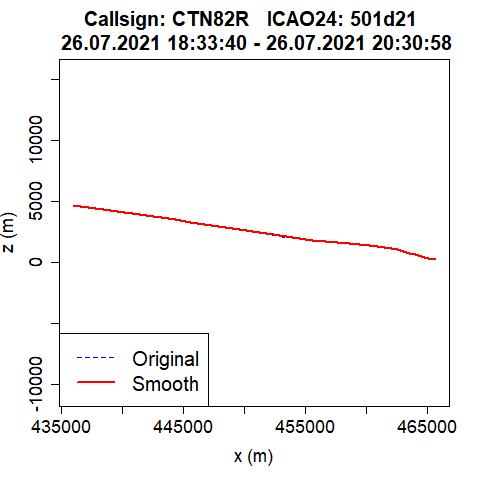 Callsign: CTN82R   ICAO24: 501d21
26.07.2021 18:33:40 - 26.07.2021 20:30:58
z (m)
10000
5000
0
-10000
Original
Smooth
435000
445000
455000
465000
x (m)